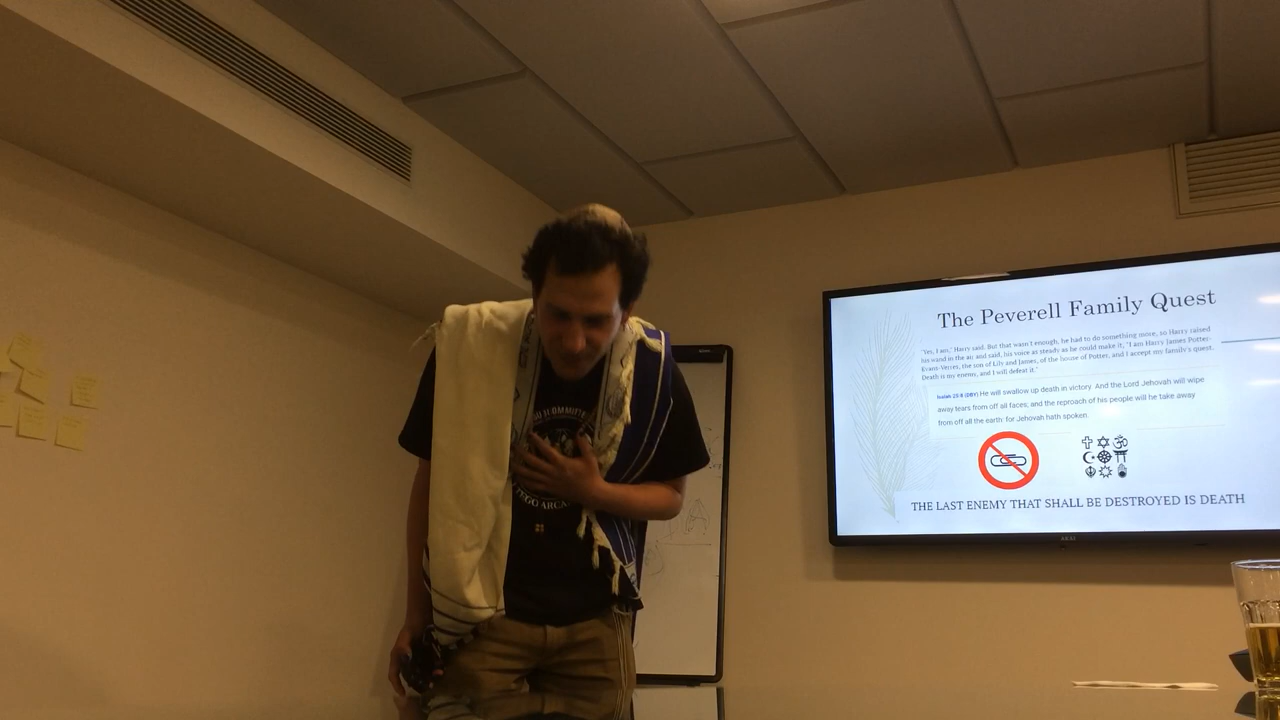 The Peverell Family Quest
"Yes, I am," Harry said. But that wasn't enough, he had to do something more, so Harry raised
his wand in the air and said, his voice as steady as he could make it, "I am Harry James Potter-
Evans-Verres, the son of Lily and James, of the house of Potter, and I accept my family's quest.
Death is my enemy, and I will defeat it."
Isaiah 25:8 (DBY) He will swallow up death in victory. And the Lord Jehovah will wipe
away tears from off all faces; and the reproach of his people will he take away
from off all the earth: for Jehovah hath spoken.
THE LAST ENEMY THAT SHALL BE DESTROYED IS DEATH